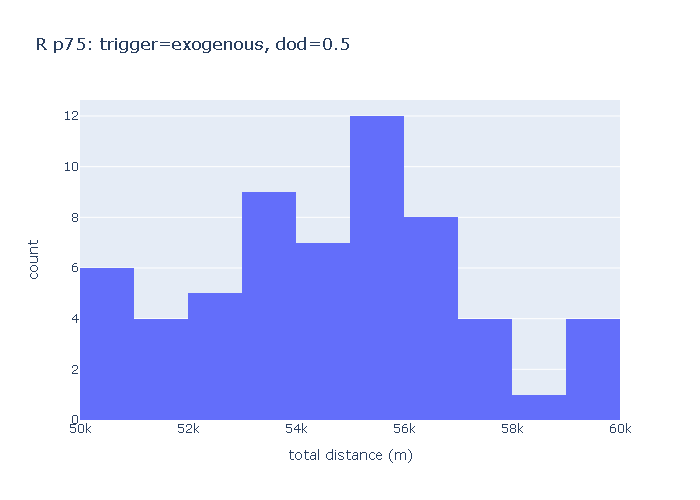 R p75: trigger=exogenous, dod=0.5
12
10
8
6
4
2
0
count
50k
52k
54k
56k
58k
60k
total distance (m)